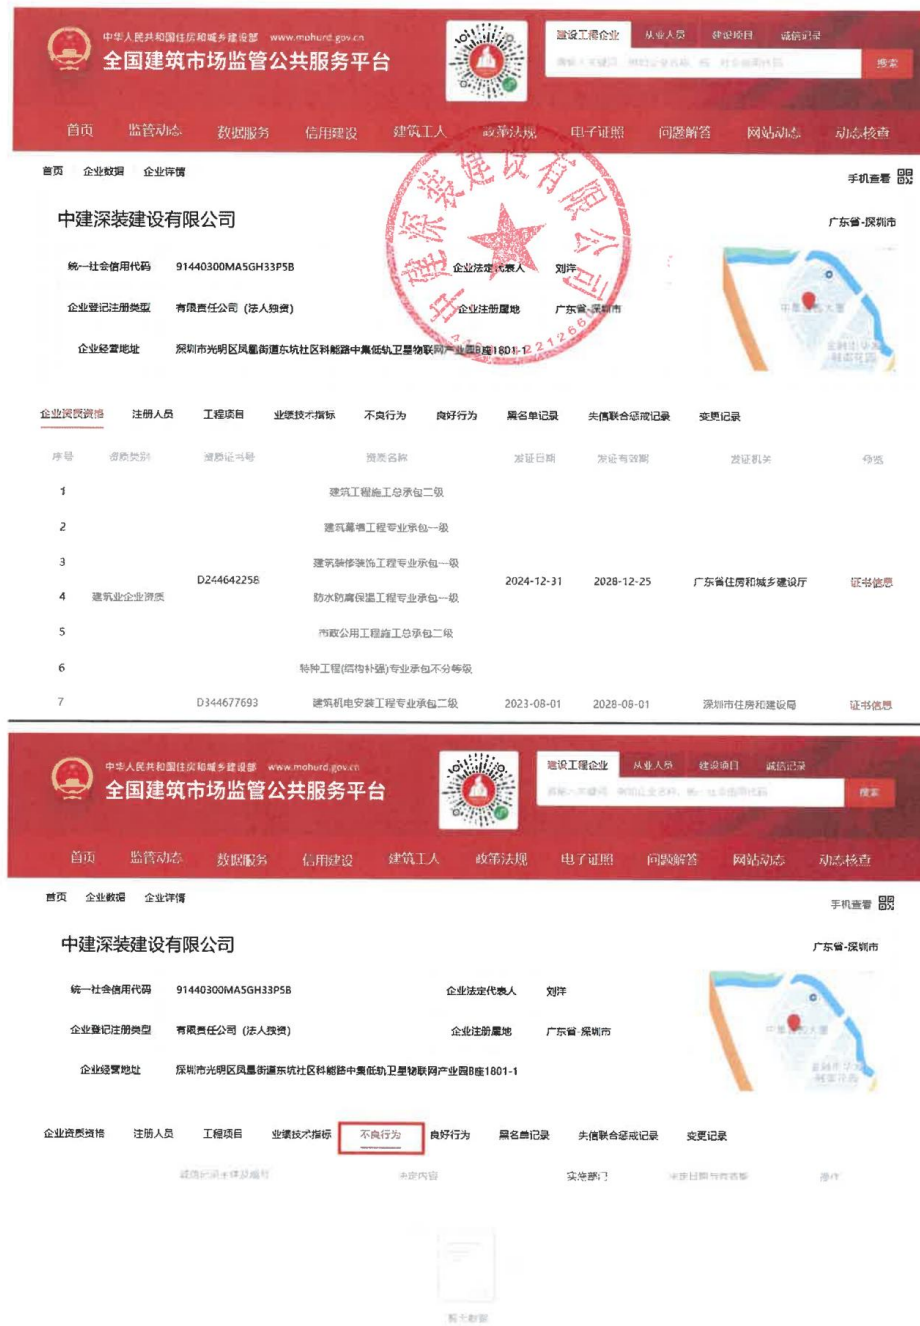 中华人民共和国住房和城乡建设部 www.mohurd.gov.cn
全国建筑市场监管公共服务平台
建设工程企业 从业人员 建设项目 诚信记录
搜索
首页 监管动态 数据服务 信用建设 建筑工人 政策法规 电子证照 问题解答 网站动态 动态核查
首页 企业数据 企业详情
手机查看
中建深装建设有限公司
中建深装建设有限公司
广东省-深圳市
统一社会信用代码 91440300MA5GH33P5B 企业法定代表人 刘洋
企业登记注册类型 有限责任公司（法人独资） 企业注册属地 广东省-深圳市
企业经营地址 深圳市光明区凤凰街道东坑社区科能路中集低轨卫星物联网产业园B座1801-1
企业资质资格 注册人员 工程项目 业绩技术指标 不良行为 良好行为 黑名单记录 失信联合惩戒记录 变更记录
序号 资质类别 资质证书号 资质名称 发证日期 发证有效期 发证机关 预览
1 建筑工程施工总承包二级
2 建筑幕墙工程专业承包一级
3 建筑装修装饰工程专业承包一级
建筑业企业资质 D244642258 2024-12-31 2028-12-25 广东省住房和城乡建设厅 证书信息
4 防水防腐保温工程专业承包一级
5 市政公用工程施工总承包二级
6 特种工程(结构补强)专业承包不分等级
7 D344677693 建筑机电安装工程专业承包二级 2023-08-01 2028-08-01 深圳市住房和建设局 证书信息
中华人民共和国住房和城乡建设部 www.mohurd.gov.cn
全国建筑市场监管公共服务平台
建设工程企业 从业人员 建设项目 诚信记录
搜索
首页 监管动态 数据服务 信用建设 建筑工人 政策法规 电子证照 问题解答 网站动态 动态核查
首页 企业数据 企业详情
手机查看
中建深装建设有限公司
广东省-深圳市
统一社会信用代码 91440300MA5GH33P5B 企业法定代表人 刘洋
企业登记注册类型 有限责任公司（法人独资） 企业注册属地 广东省-深圳市
企业经营地址 深圳市光明区凤凰街道东坑社区科能路中集低轨卫星物联网产业园B座1801-1
企业资质资格 注册人员 工程项目 业绩技术指标 不良行为 良好行为 黑名单记录 失信联合惩戒记录 变更记录
诚信记录主体及编号 决定内容 实施部门 决定日期与有效期 操作
暂无数据